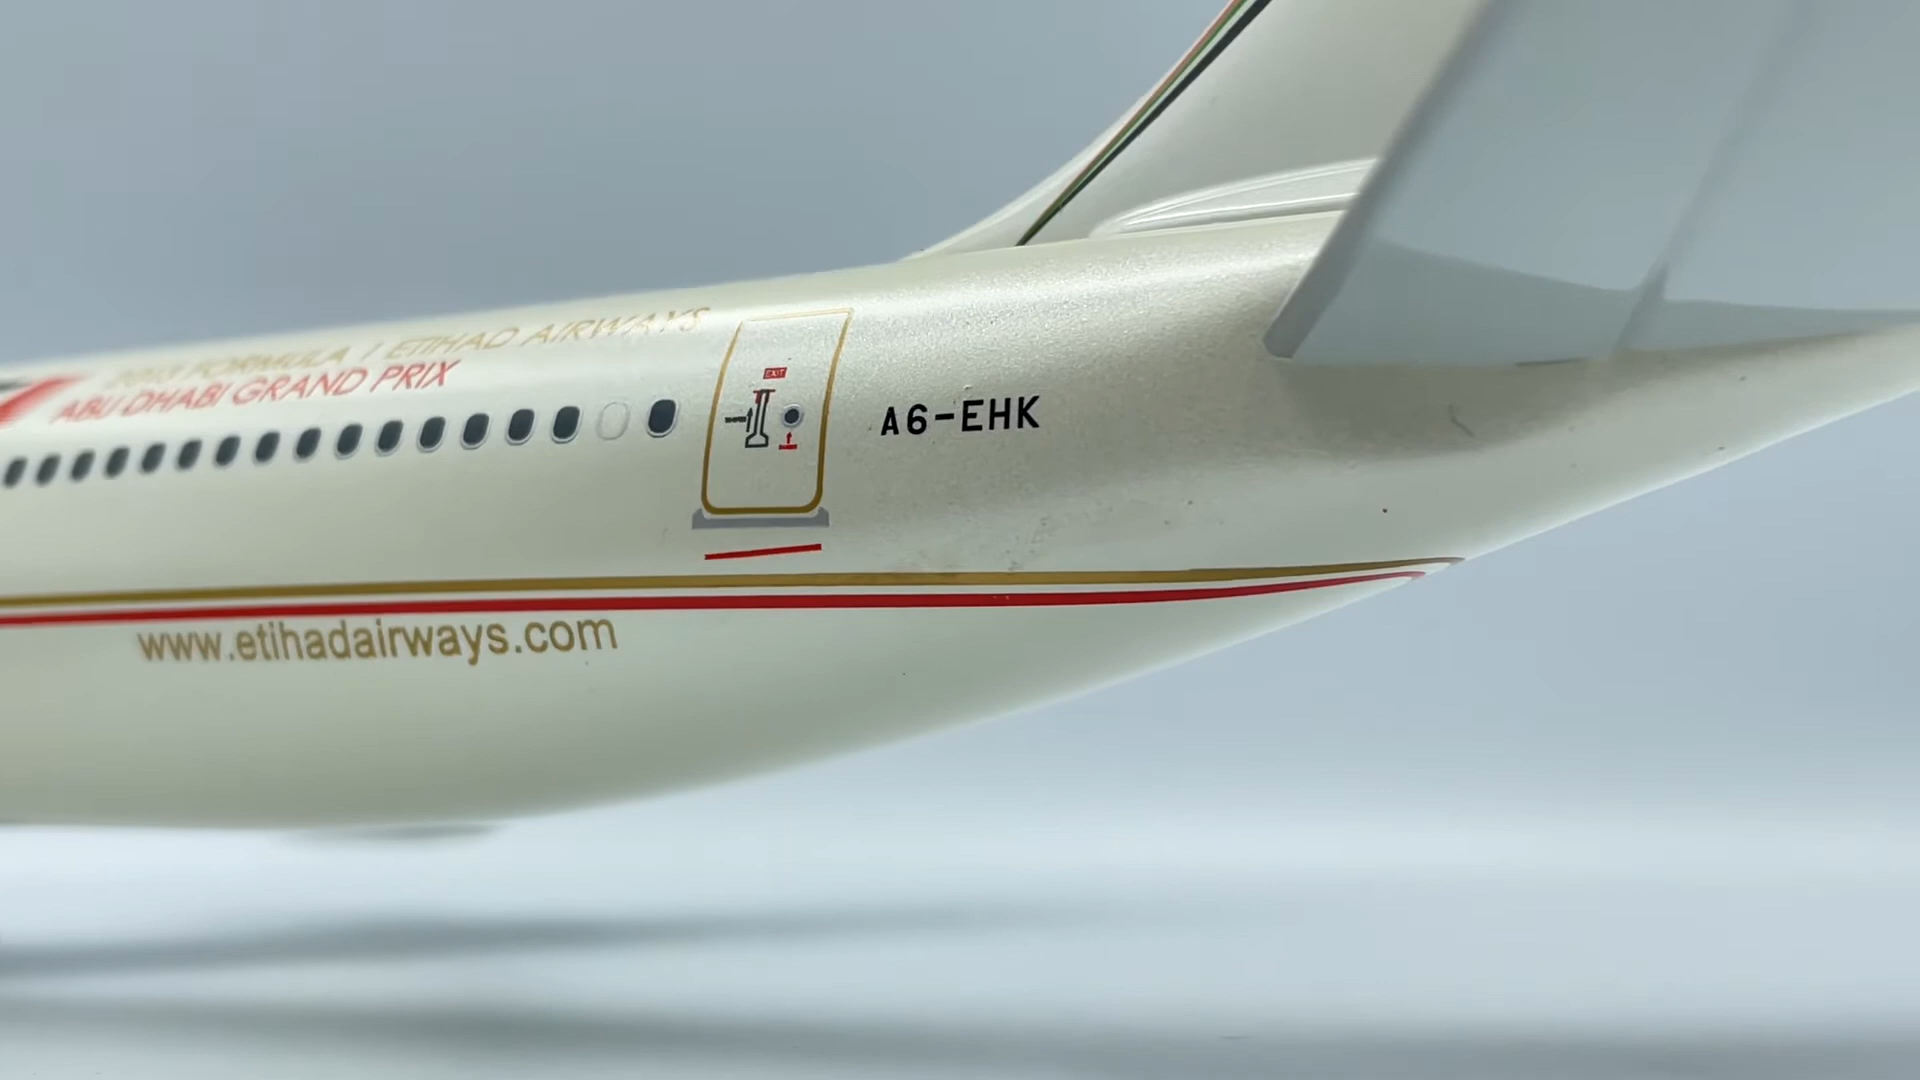 FORMULA 1 ETIHAD AIRWAYS
ABU DHABI GRAND PRIX
EXIT
A6-EHK
www.etihadairways.com